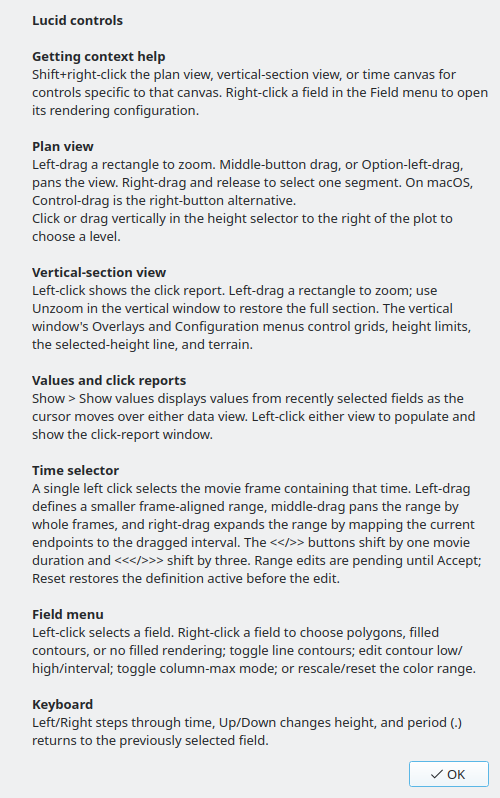 Lucid controls
Getting context help
Shift+right-click the plan view, vertical-section view, or time canvas for
controls specific to that canvas. Right-click a field in the Field menu to open
its rendering configuration.
Plan view
Left-drag a rectangle to zoom. Middle-button drag, or Option-left-drag,
pans the view. Right-drag and release to select one segment. On macOS,
Control-drag is the right-button alternative.
Click or drag vertically in the height selector to the right of the plot to
choose a level.
Vertical-section view
Left-click shows the click report. Left-drag a rectangle to zoom; use
Unzoom in the vertical window to restore the full section. The vertical
window's Overlays and Configuration menus control grids, height limits,
the selected-height line, and terrain.
Values and click reports
Show > Show values displays values from recently selected fields as the
cursor moves over either data view. Left-click either view to populate and
show the click-report window.
Time selector
A single left click selects the movie frame containing that time. Left-drag
defines a smaller frame-aligned range, middle-drag pans the range by
whole frames, and right-drag expands the range by mapping the current
endpoints to the dragged interval. The <</>> buttons shift by one movie
duration and <<</>>> shift by three. Range edits are pending until Accept;
Reset restores the definition active before the edit.
Field menu
Left-click selects a field. Right-click a field to choose polygons, filled
contours, or no filled rendering; toggle line contours; edit contour low/
high/interval; toggle column-max mode; or rescale/reset the color range.
Keyboard
Left/Right steps through time, Up/Down changes height, and period (.)
returns to the previously selected field.
OK